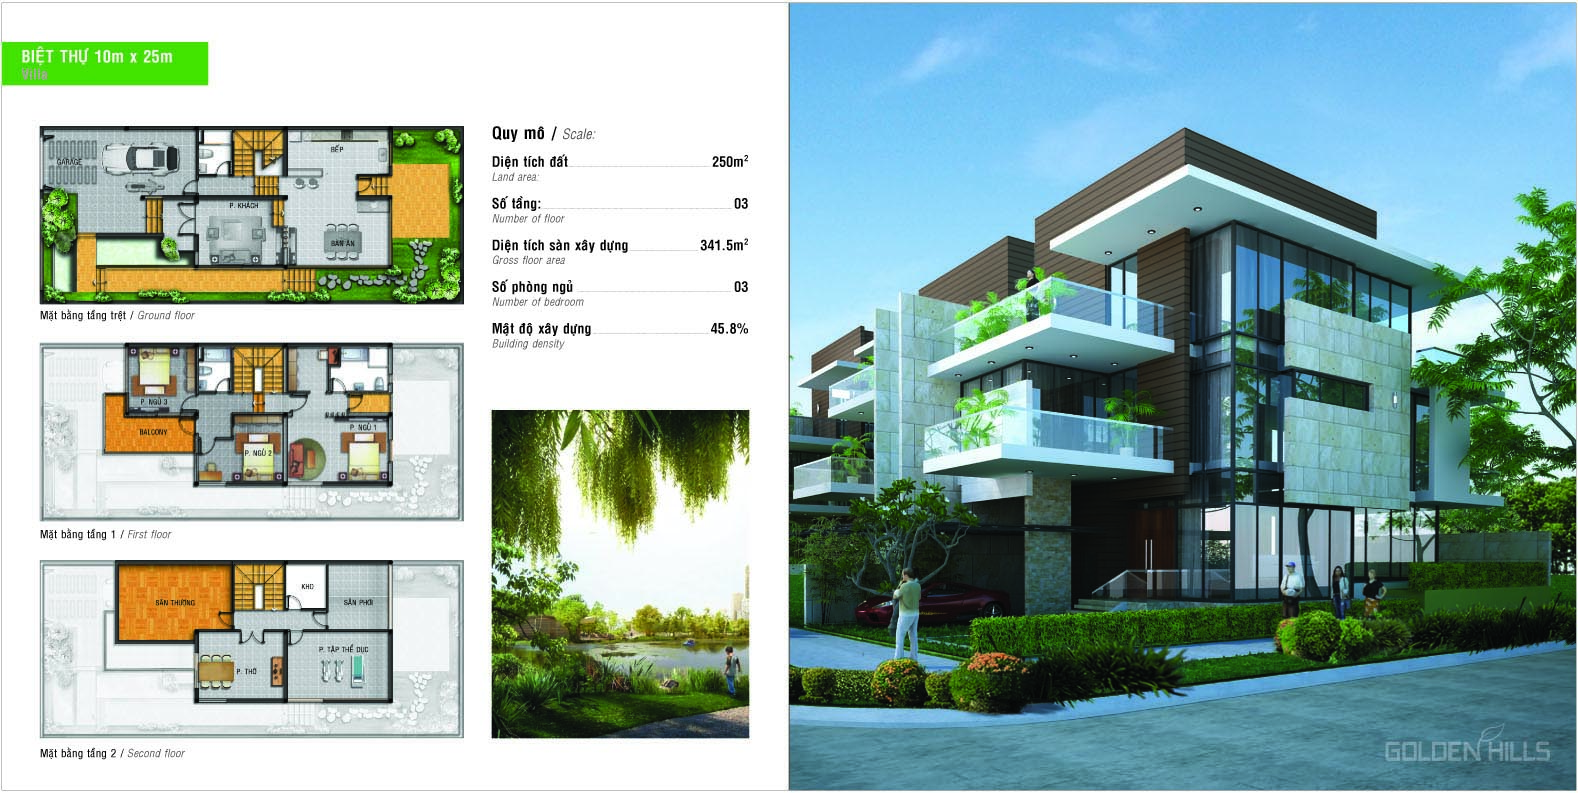 BIỆT THỰ 10m x 25m
Villa
GARAGE
BẾP
P. KHÁCH
BÀN ĂN
Mặt bằng tầng trệt / Ground floor
P. NGỦ 3
BALCONY
P. NGỦ 2
P. NGỦ 1
Mặt bằng tầng 1 / First floor
SÂN THƯỢNG
KHO
SÂN PHƠI
P. THỜ
P. TẬP THỂ DỤC
Mặt bằng tầng 2 / Second floor
Quy mô / Scale:
Diện tích đất 250m²
Land area:
Số tầng: 03
Number of floor
Diện tích sàn xây dựng 341.5m²
Gross floor area
Số phòng ngủ 03
Number of bedroom
Mật độ xây dựng 45.8%
Building density
GOLDEN HILLS